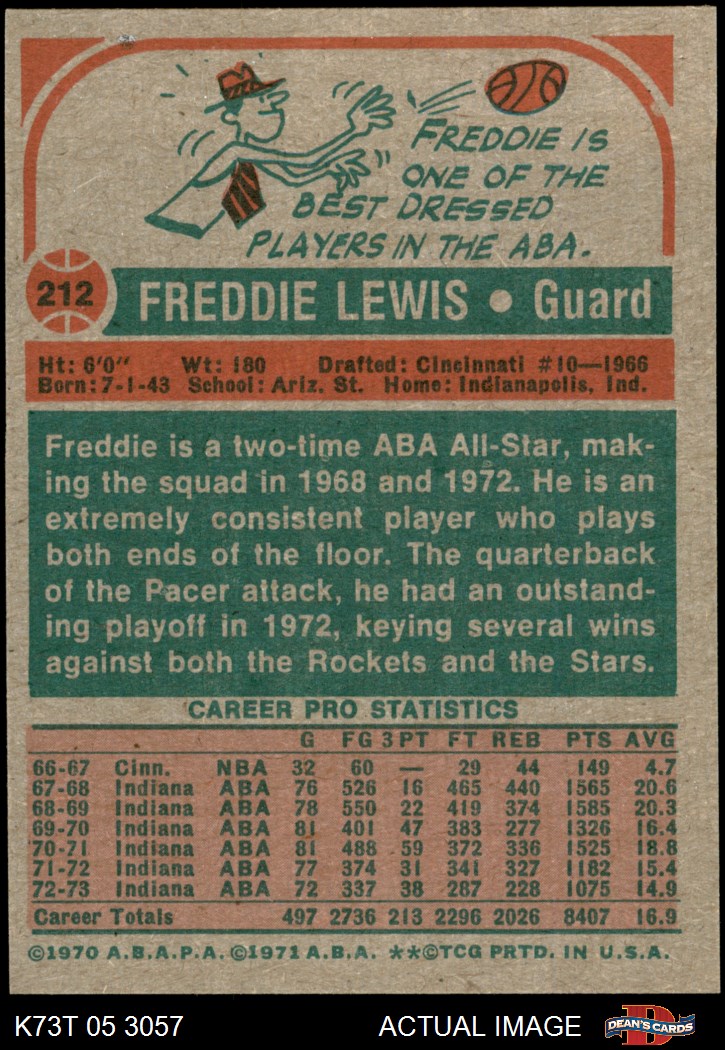 FREDDIE IS
ONE OF THE
BEST DRESSED
PLAYERS IN THE ABA.
212 FREDDIE LEWIS • Guard
Ht: 6'0" Wt: 180 Drafted: Cincinnati #10—1966
Born: 7-1-43 School: Ariz. St. Home: Indianapolis, Ind.
Freddie is a two-time ABA All-Star, mak-
ing the squad in 1968 and 1972. He is an
extremely consistent player who plays
both ends of the floor. The quarterback
of the Pacer attack, he had an outstand-
ing playoff in 1972, keying several wins
against both the Rockets and the Stars.
CAREER PRO STATISTICS
G FG 3PT FT REB PTS AVG
66-67 Cinn. NBA 32 60 — 29 44 149 4.7
67-68 Indiana ABA 76 526 16 465 440 1565 20.6
68-69 Indiana ABA 78 550 22 419 374 1585 20.3
69-70 Indiana ABA 81 401 47 383 277 1326 16.4
70-71 Indiana ABA 81 488 59 372 336 1525 18.8
71-72 Indiana ABA 77 374 31 341 327 1182 15.4
72-73 Indiana ABA 72 337 38 287 228 1075 14.9
Career Totals 497 2736 213 2296 2026 8407 16.9
©1970 A.B.A.P.A. ©1971 A.B.A. **©TCG PRTD. IN U.S.A.
K73T 05 3057 ACTUAL IMAGE D DEAN'S CARDS